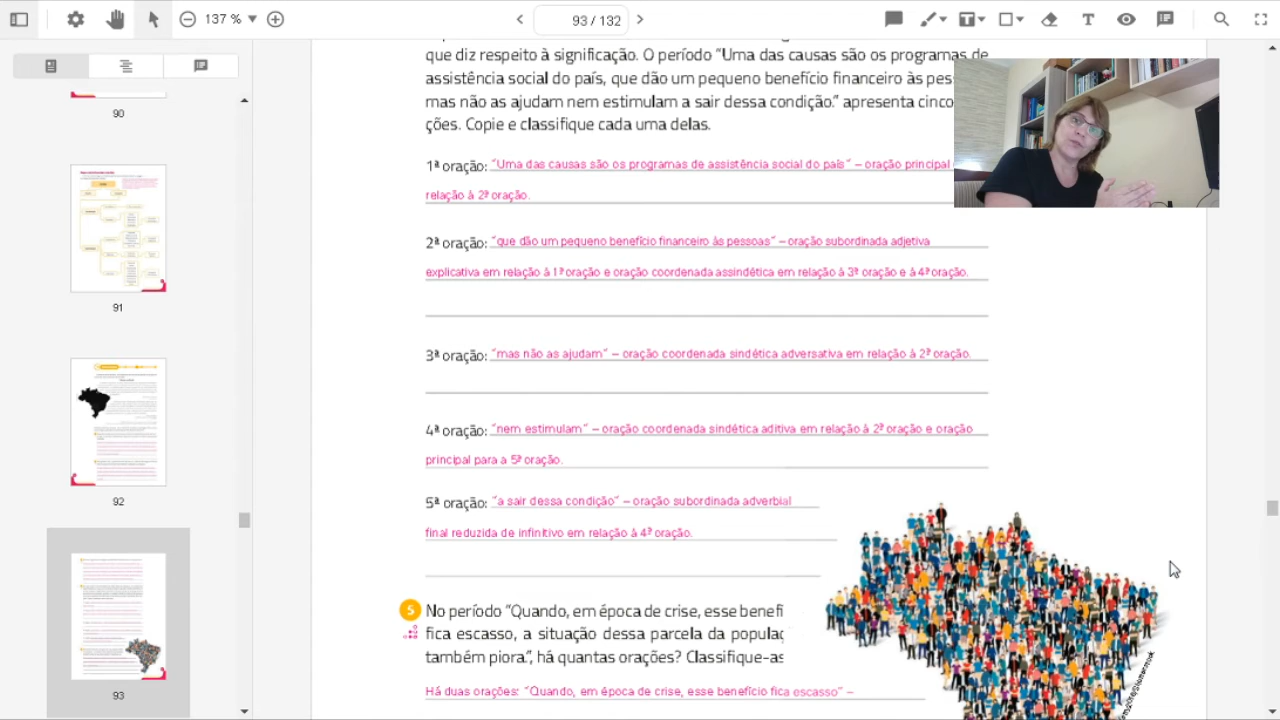 137 %
93 / 132
90
91
92
93
que diz respeito à significação. O período “Uma das causas são os programas de
assistência social do país, que dão um pequeno benefício financeiro às
mas não as ajudam nem estimulam a sair dessa condição.” apresenta cinco
ções. Copie e classifique cada uma delas.
1ª oração: “Uma das causas são os programas de assistência social do país” – oração principal
relação à 2ª oração.
2ª oração: “que dão um pequeno benefício financeiro às pessoas” – oração subordinada adjetiva
explicativa em relação à 1ª oração e oração coordenada assindética em relação à 3ª oração e à 4ª oração.
3ª oração: “mas não as ajudam” – oração coordenada sindética adversativa em relação à 2ª oração.
4ª oração: “nem estimulam” – oração coordenada sindética aditiva em relação à 2ª oração e oração
principal para a 5ª oração.
5ª oração: “a sair dessa condição” – oração subordinada adverbial
final reduzida de infinitivo em relação à 4ª oração.
5 No período “Quando, em época de crise, esse benefi
fica escasso, a situação dessa parcela da populaç
também piora”, há quantas orações? Classifique-as
Há duas orações: “Quando, em época de crise, esse benefício fica escasso” –